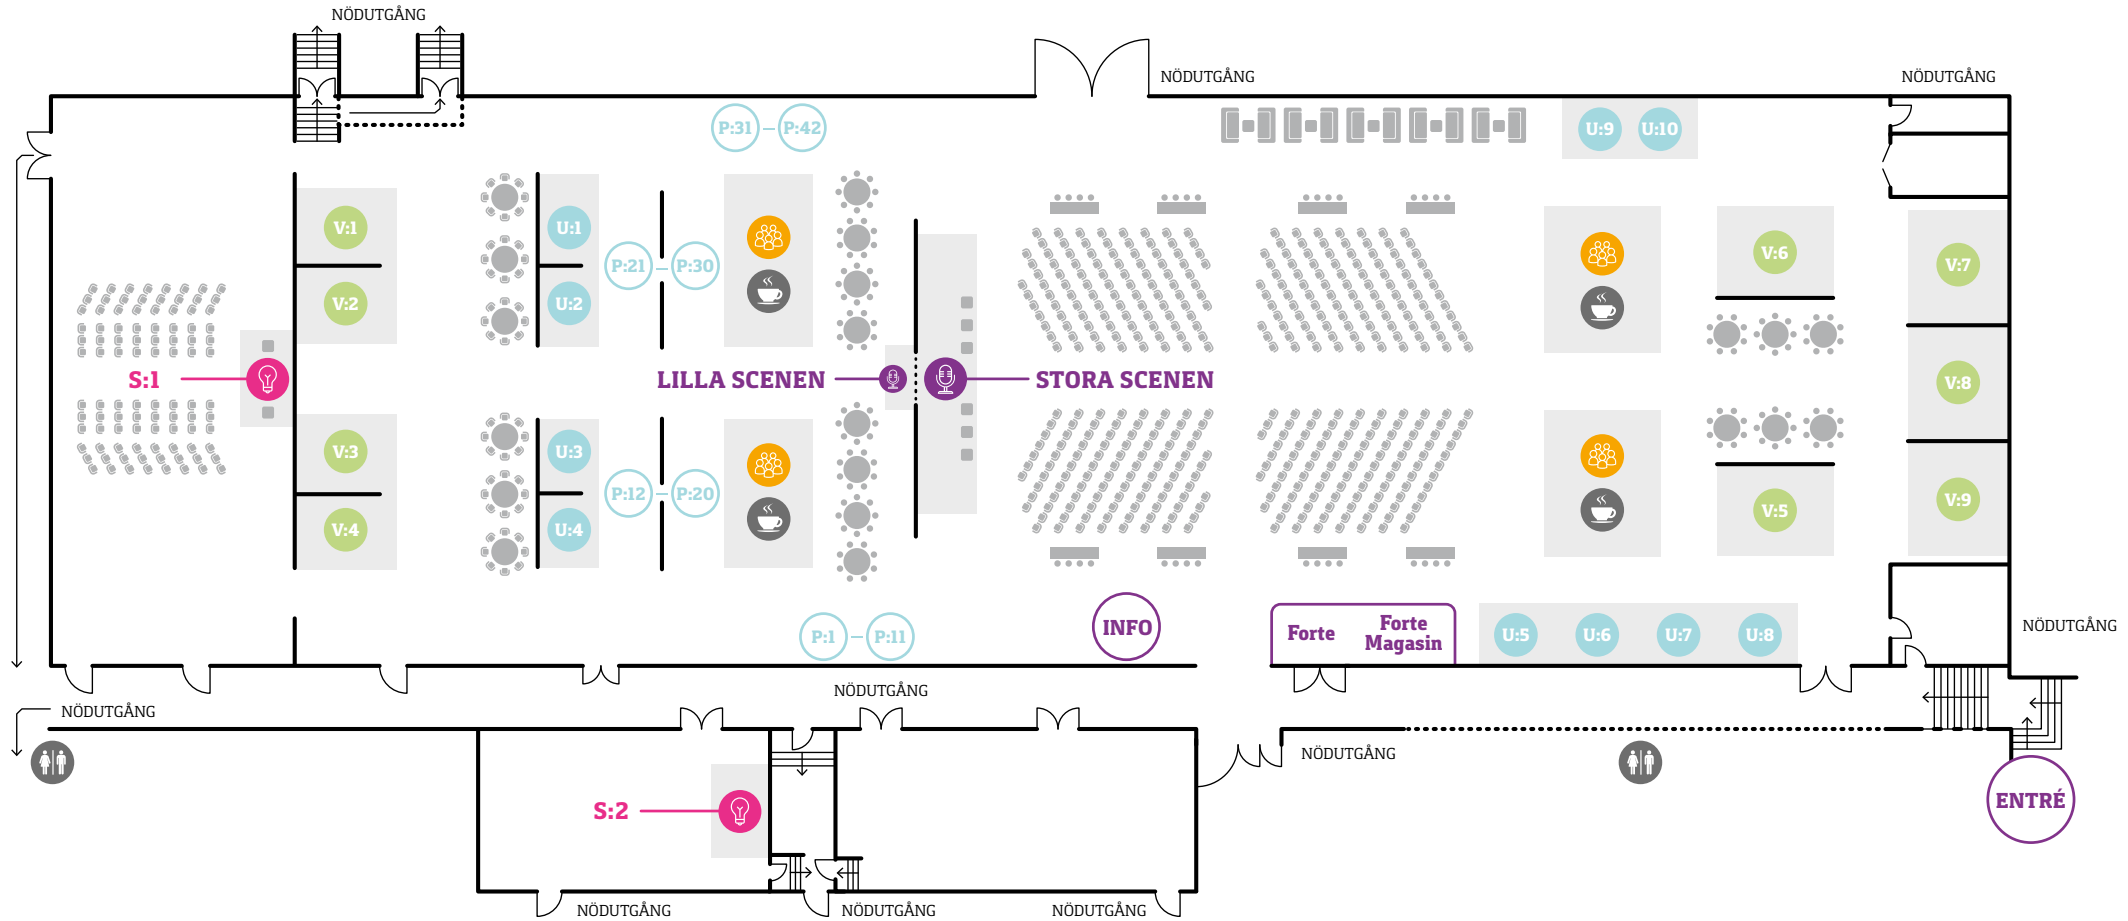 NÖDUTGÅNG
NÖDUTGÅNG
NÖDUTGÅNG
P:31 – P:42
U:9 U:10
V:1
U:1
V:6
P:21 – P:30
V:7
V:2
U:2
S:1
LILLA SCENEN
STORA SCENEN
V:8
V:3
U:3
P:12 – P:20
V:9
V:5
V:4
U:4
INFO
P:1 – P:11
Forte
Forte
Magasin
U:5 U:6 U:7 U:8
NÖDUTGÅNG
NÖDUTGÅNG
NÖDUTGÅNG
NÖDUTGÅNG
ENTRÉ
S:2
NÖDUTGÅNG
NÖDUTGÅNG
NÖDUTGÅNG